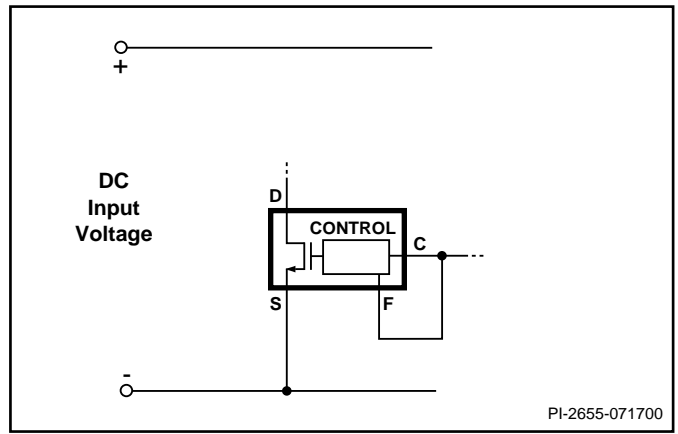 +
DC
Input
Voltage
D
CONTROL
C
S
F
-
PI-2655-071700